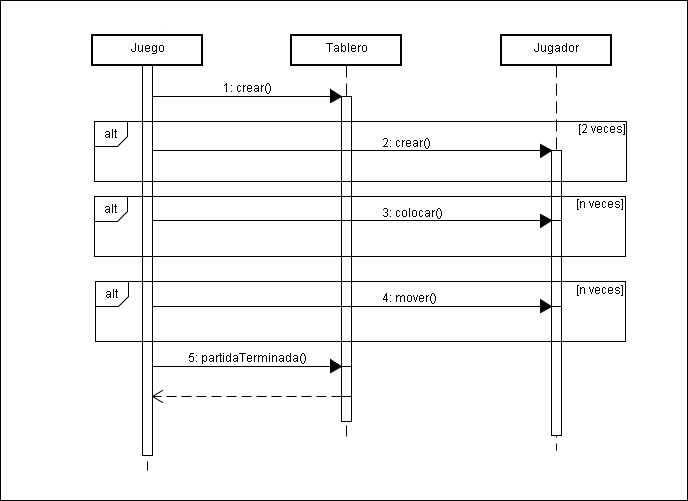 Juego
Tablero
Jugador
1: crear()
alt
[2 veces]
2: crear()
alt
[n veces]
3: colocar()
alt
[n veces]
4: mover()
5: partidaTerminada()